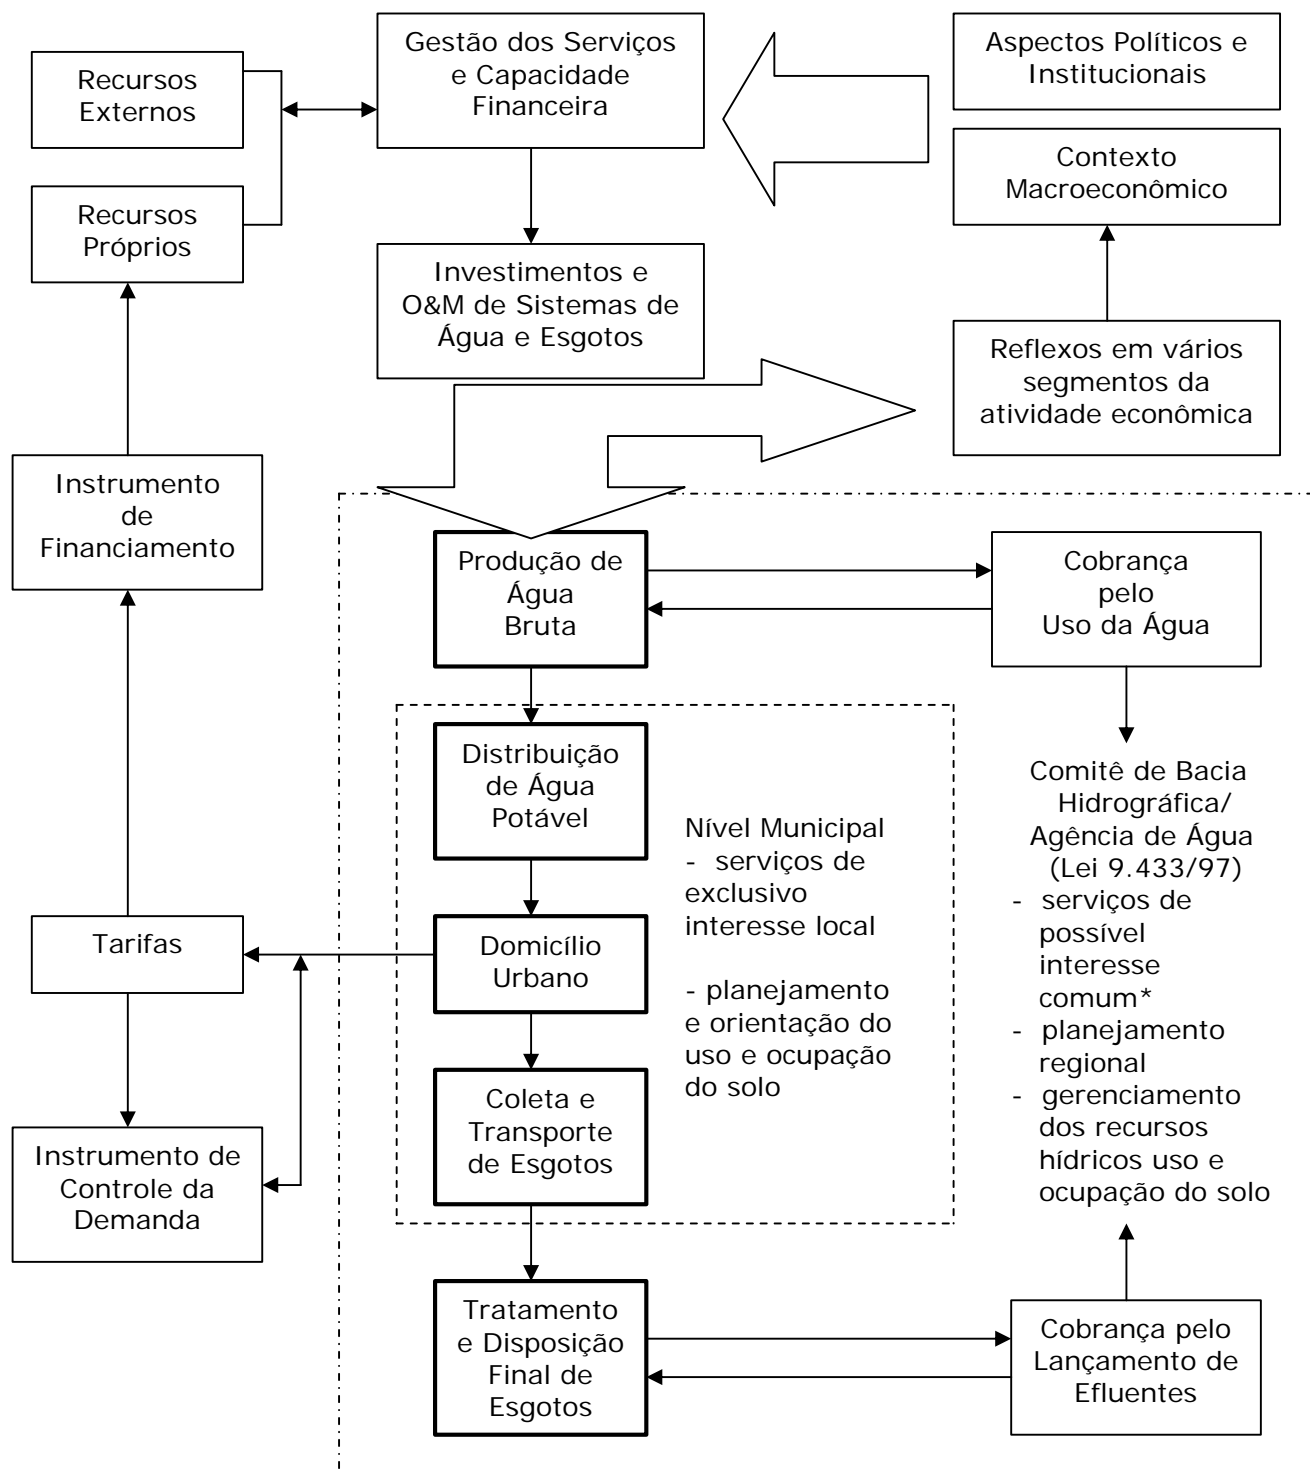 Recursos
Externos
Gestão dos Serviços
e Capacidade
Financeira
Aspectos Políticos e
Institucionais
Contexto
Macroeconômico
Recursos
Próprios
Investimentos e
O&M de Sistemas de
Água e Esgotos
Reflexos em vários
segmentos da
atividade econômica
Instrumento
de
Financiamento
Produção de
Água
Bruta
Cobrança
pelo
Uso da Água
Distribuição
de Água
Potável
Nível Municipal
- serviços de
exclusivo
interesse local
- planejamento
e orientação do
uso e ocupação
do solo
Comitê de Bacia
Hidrográfica/
Agência de Água
(Lei 9.433/97)
- serviços de
possível
interesse
comum*
- planejamento
regional
- gerenciamento
dos recursos
hídricos uso e
ocupação do solo
Tarifas
Domicílio
Urbano
Coleta e
Transporte
de Esgotos
Instrumento de
Controle da
Demanda
Tratamento
e Disposição
Final de
Esgotos
Cobrança pelo
Lançamento de
Efluentes